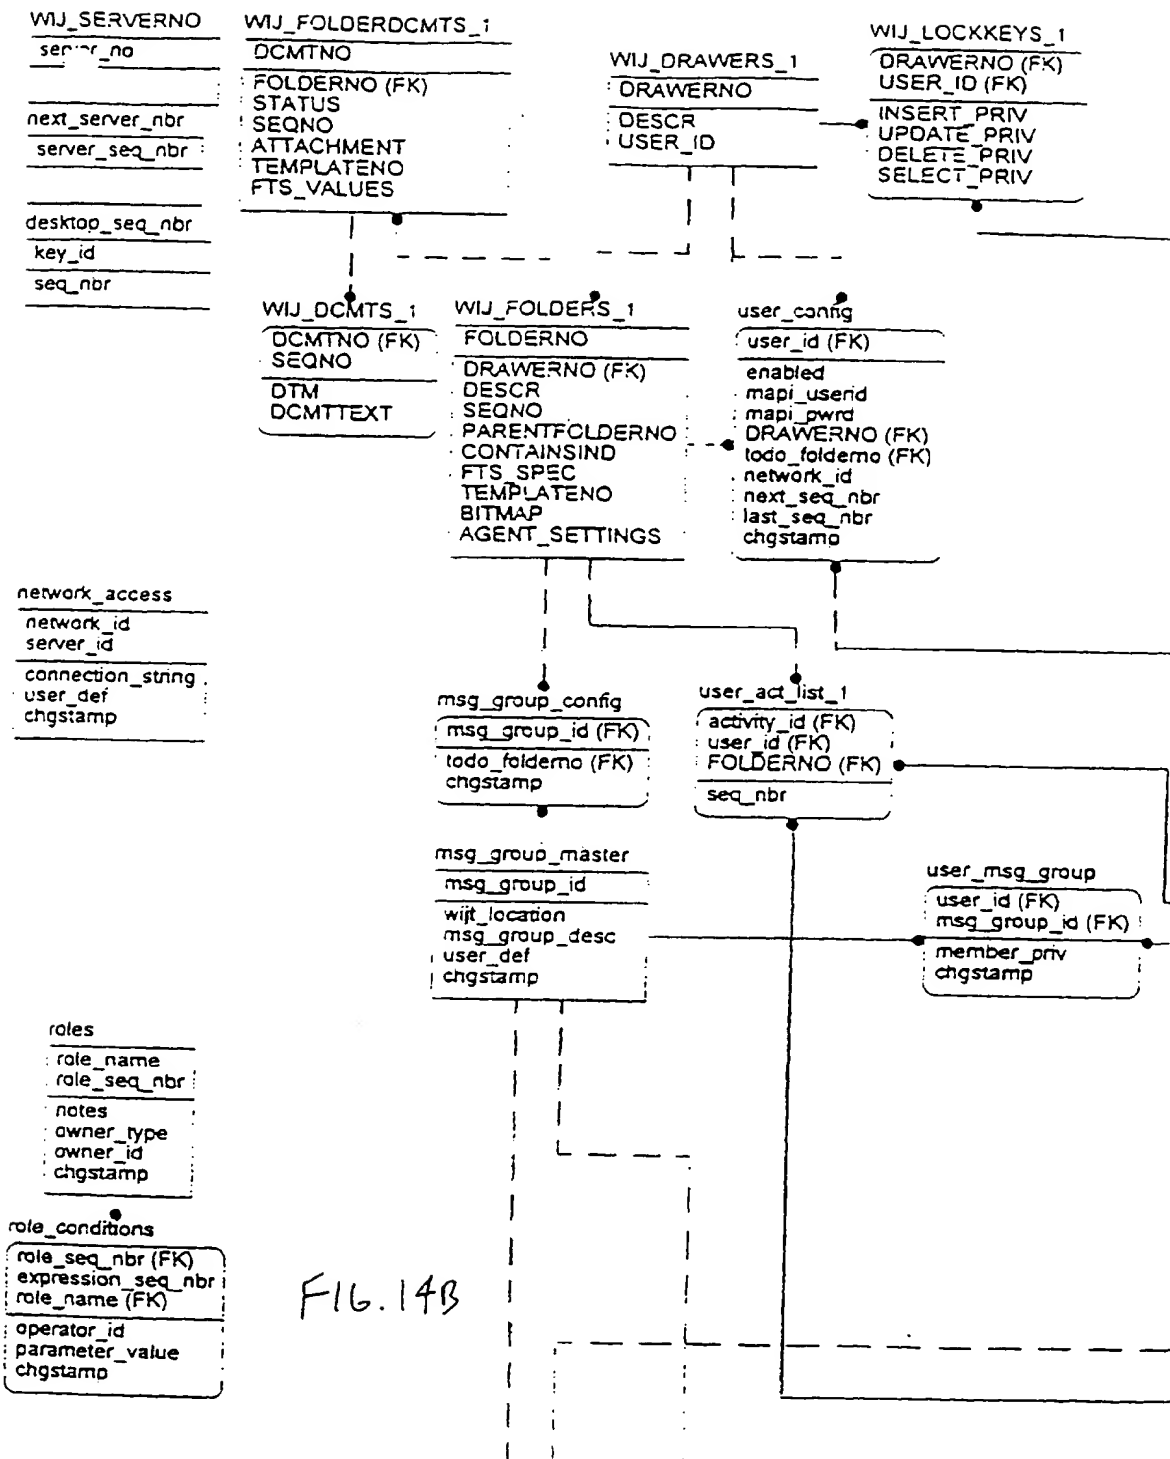 WIJ_SERVERNO
server_no
next_server_nbr
server_seq_nbr
desktop_seq_nbr
key_id
seq_nbr
WIJ_FOLDERDCMTS_1
DCMTNO
FOLDERNO (FK)
STATUS
SEQNO
ATTACHMENT
TEMPLATENO
FTS_VALUES
WIJ_DRAWERS_1
DRAWERNO
DESCR
USER_ID
WIJ_LOCKKEYS_1
DRAWERNO (FK)
USER_ID (FK)
INSERT_PRIV
UPDATE_PRIV
DELETE_PRIV
SELECT_PRIV
WIJ_DCMTS_1
DCMTNO (FK)
SEQNO
DTM
DCMTTEXT
WIJ_FOLDERS_1
FOLDERNO
DRAWERNO (FK)
DESCR
SEQNO
PARENTFOLDERNO
CONTAINSIND
FTS_SPEC
TEMPLATENO
BITMAP
AGENT_SETTINGS
user_config
user_id (FK)
enabled
mapi_userid
mapi_pwrd
DRAWERNO (FK)
todo_folderno (FK)
network_id
next_seq_nbr
last_seq_nbr
chgstamp
network_access
network_id
server_id
connection_string
user_def
chgstamp
msg_group_config
msg_group_id (FK)
todo_folderno (FK)
chgstamp
user_act_list_1
activity_id (FK)
user_id (FK)
FOLDERNO (FK)
seq_nbr
msg_group_master
msg_group_id
wijt_location
msg_group_desc
user_def
chgstamp
user_msg_group
user_id (FK)
msg_group_id (FK)
member_priv
chgstamp
roles
role_name
role_seq_nbr
notes
owner_type
owner_id
chgstamp
role_conditions
role_seq_nbr (FK)
expression_seq_nbr
role_name (FK)
operator_id
parameter_value
chgstamp
FIG. 14B